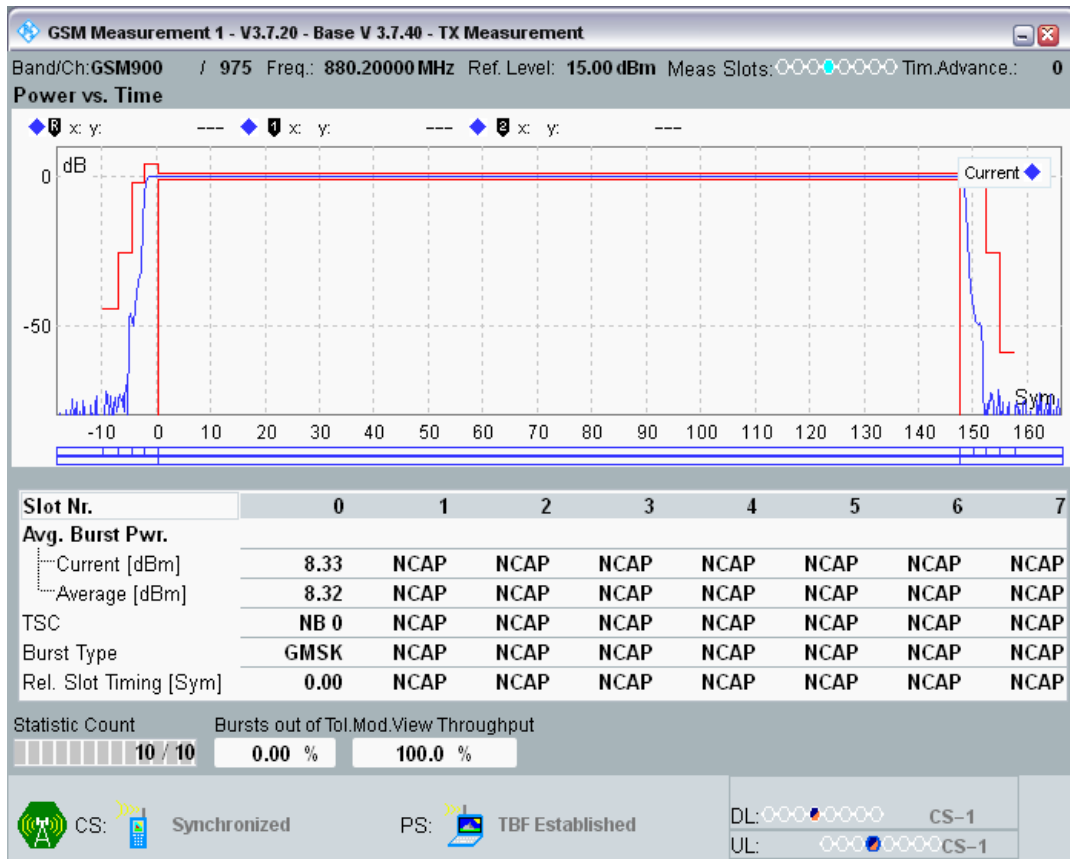 GSM Measurement 1 - V3.7.20 - Base V 3.7.40 - TX Measurement
Band/Ch:GSM900 / 975 Freq.: 880.20000 MHz Ref. Level: 15.00 dBm Meas Slots: Tim.Advance.: 0
Power vs. Time
R x: y: --- 1 x: y: --- 2 x: y: ---
dB
Current
0
-50
Sym
-10 0 10 20 30 40 50 60 70 80 90 100 110 120 130 140 150 160
Slot Nr. 0 1 2 3 4 5 6 7
Avg. Burst Pwr.
Current [dBm] 8.33 NCAP NCAP NCAP NCAP NCAP NCAP NCAP
Average [dBm] 8.32 NCAP NCAP NCAP NCAP NCAP NCAP NCAP
TSC NB 0 NCAP NCAP NCAP NCAP NCAP NCAP NCAP
Burst Type GMSK NCAP NCAP NCAP NCAP NCAP NCAP NCAP
Rel. Slot Timing [Sym] 0.00 NCAP NCAP NCAP NCAP NCAP NCAP NCAP
Statistic Count Bursts out of Tol. Mod.View Throughput
10 / 10 0.00 % 100.0 %
CS: Synchronized PS: TBF Established
DL: CS-1
UL: CS-1